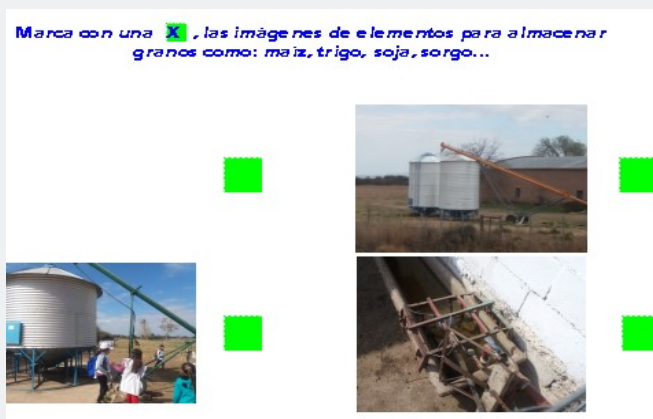 Marca con una X , las imágenes de elementos para almacenar
granos como: maíz, trigo, soja, sorgo...